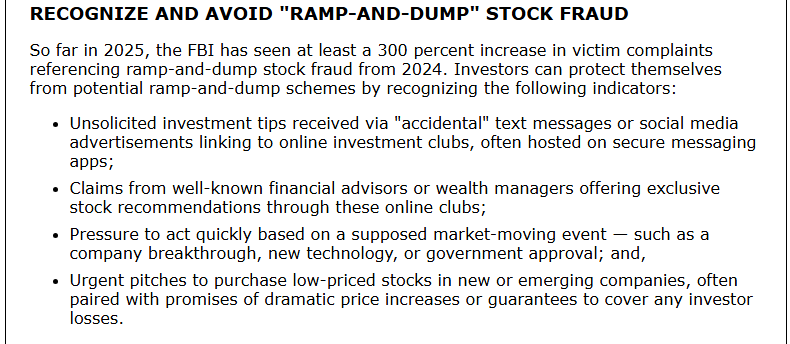 RECOGNIZE AND AVOID "RAMP-AND-DUMP" STOCK FRAUD
So far in 2025, the FBI has seen at least a 300 percent increase in victim complaints
referencing ramp-and-dump stock fraud from 2024. Investors can protect themselves
from potential ramp-and-dump schemes by recognizing the following indicators:
• Unsolicited investment tips received via "accidental" text messages or social media
advertisements linking to online investment clubs, often hosted on secure messaging
apps;
• Claims from well-known financial advisors or wealth managers offering exclusive
stock recommendations through these online clubs;
• Pressure to act quickly based on a supposed market-moving event — such as a
company breakthrough, new technology, or government approval; and,
• Urgent pitches to purchase low-priced stocks in new or emerging companies, often
paired with promises of dramatic price increases or guarantees to cover any investor
losses.